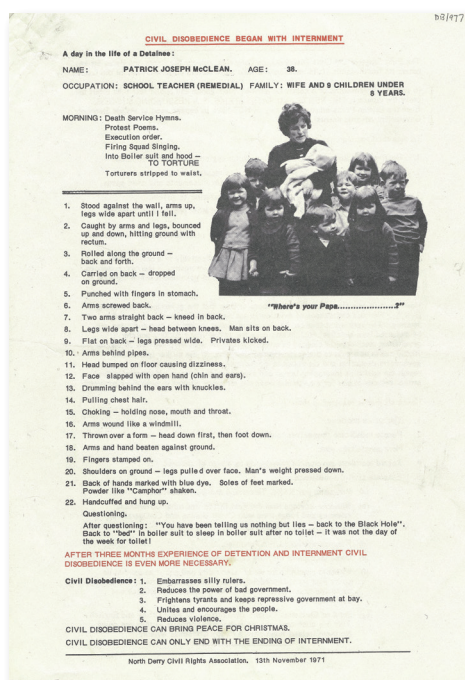 DB/977
CIVIL DISOBEDIENCE BEGAN WITH INTERNMENT
A day in the life of a Detainee:
NAME: PATRICK JOSEPH McCLEAN. AGE: 38.
OCCUPATION: SCHOOL TEACHER (REMEDIAL) FAMILY: WIFE AND 9 CHILDREN UNDER
8 YEARS.
MORNING: Death Service Hymns.
Protest Poems.
Execution order.
Firing Squad Singing.
Into Boiler suit and hood —
TO TORTURE
Torturers stripped to waist.
1. Stood against the wall, arms up,
legs wide apart until I fell.
2. Caught by arms and legs, bounced
up and down, hitting ground with
rectum.
3. Rolled along the ground —
back and forth.
4. Carried on back — dropped
on ground.
5. Punched with fingers in stomach.
6. Arms screwed back.
"Where's your Papa.....................?"
7. Two arms straight back — kneed in back.
8. Legs wide apart — head between knees. Man sits on back.
9. Flat on back — legs pressed wide. Privates kicked.
10. Arms behind pipes.
11. Head bumped on floor causing dizziness.
12. Face slapped with open hand (chin and ears).
13. Drumming behind the ears with knuckles.
14. Pulling chest hair.
15. Choking — holding nose, mouth and throat.
16. Arms wound like a windmill.
17. Thrown over a form — head down first, then foot down.
18. Arms and hand beaten against ground.
19. Fingers stamped on.
20. Shoulders on ground — legs pulled over face. Man's weight pressed down.
21. Back of hands marked with blue dye. Soles of feet marked.
Powder like "Camphor" shaken.
22. Handcuffed and hung up.
Questioning.
After questioning: "You have been telling us nothing but lies — back to the Black Hole".
Back to "bed" in boiler suit to sleep in boiler suit after no toilet — it was not the day of
the week for toilet!
AFTER THREE MONTHS EXPERIENCE OF DETENTION AND INTERNMENT CIVIL
DISOBEDIENCE IS EVEN MORE NECESSARY.
Civil Disobedience: 1. Embarrasses silly rulers.
2. Reduces the power of bad government.
3. Frightens tyrants and keeps repressive government at bay.
4. Unites and encourages the people.
5. Reduces violence.
CIVIL DISOBEDIENCE CAN BRING PEACE FOR CHRISTMAS.
CIVIL DISOBEDIENCE CAN ONLY END WITH THE ENDING OF INTERNMENT.
North Derry Civil Rights Association. 13th November 1971